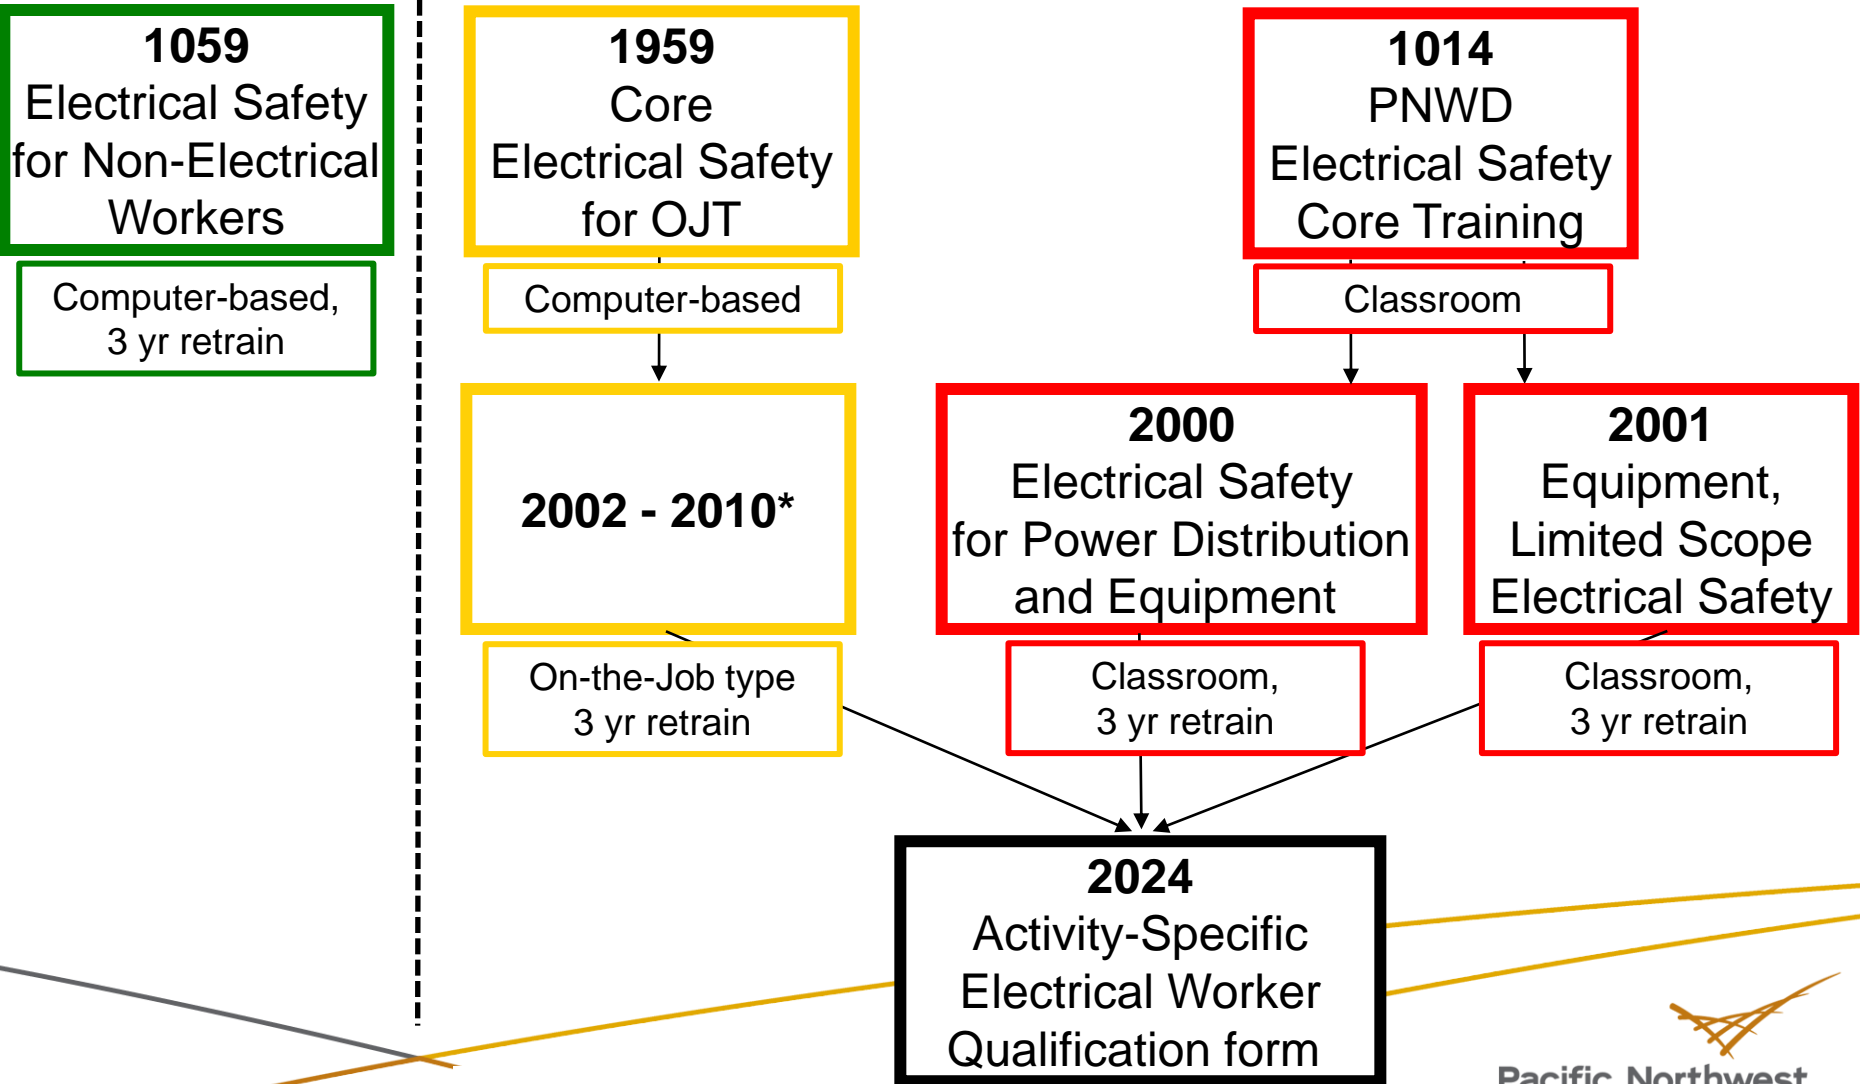 1059
Electrical Safety
for Non-Electrical
Workers
Computer-based,
3 yr retrain
1959
Core
Electrical Safety
for OJT
Computer-based
1014
PNWD
Electrical Safety
Core Training
Classroom
2002 - 2010*
On-the-Job type
3 yr retrain
2000
Electrical Safety
for Power Distribution
and Equipment
Classroom,
3 yr retrain
2001
Equipment,
Limited Scope
Electrical Safety
Classroom,
3 yr retrain
2024
Activity-Specific
Electrical Worker
Qualification form
Pacific Northwest